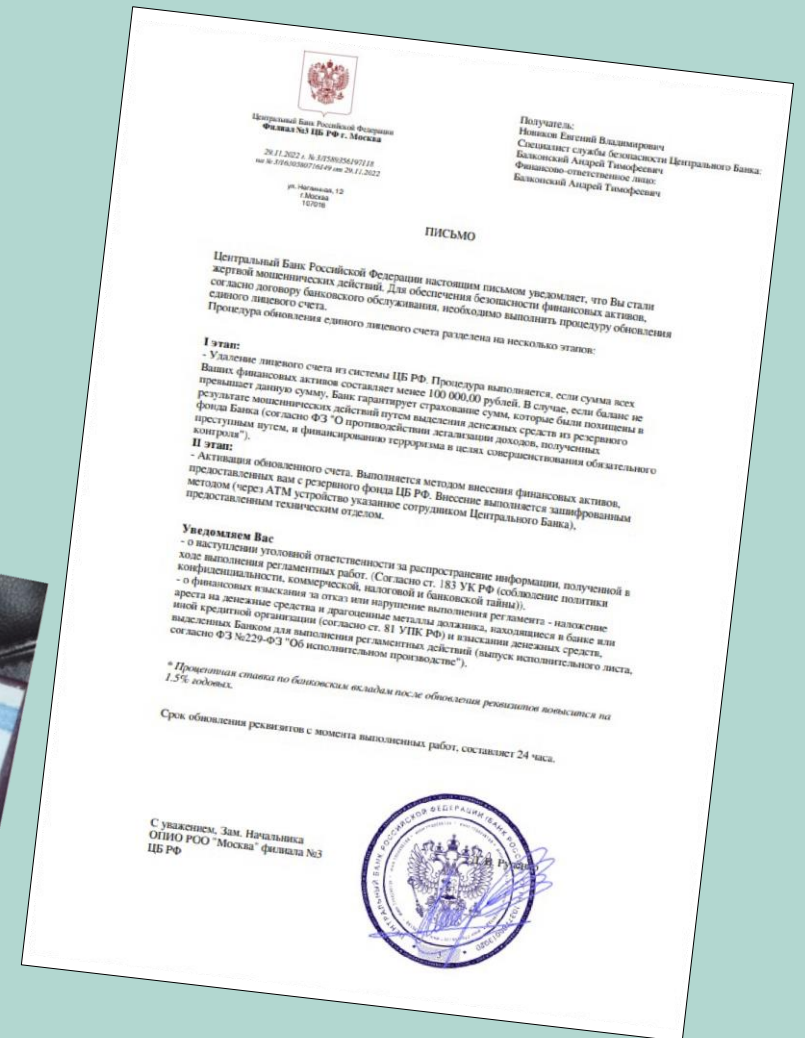 Центральный Банк Российской Федерации
Филиал №3 ЦБ РФ г. Москва
29.11.2022 г. № 3Л589356197118
на № 3Л6303807716449 от 29.11.2022
ул. Неглинная, 12
г.Москва
107016
Получатель:
Новиков Евгений Владимирович
Специалист службы безопасности Центрального Банка:
Балконский Андрей Тимофеевич
Финансово-ответственное лицо:
Балконский Андрей Тимофеевич
ПИСЬМО
Центральный Банк Российской Федерации настоящим письмом уведомляет, что Вы стали
жертвой мошеннических действий. Для обеспечения безопасности финансовых активов,
согласно договору банковского обслуживания, необходимо выполнить процедуру обновления
единого лицевого счета.
Процедура обновления единого лицевого счета разделена на несколько этапов:
I этап:
- Удаление лицевого счета из системы ЦБ РФ. Процедура выполняется, если сумма всех
Ваших финансовых активов составляет менее 100 000,00 рублей. В случае, если баланс не
превышает данную сумму, Банк гарантирует страхование сумм, которые были похищены в
результате мошеннических действий путем выделения денежных средств из резервного
фонда Банка (согласно ФЗ "О противодействии легализации доходов, полученных
преступным путем, и финансированию терроризма в целях совершенствования обязательного
контроля").
II этап:
- Активация обновленного счета. Выполняется методом внесения финансовых активов,
предоставленных вам с резервного фонда ЦБ РФ. Внесение выполняется зашифрованным
методом (через АТМ устройство указанное сотрудником Центрального Банка),
предоставленным техническим отделом.
Уведомляем Вас
- о наступлении уголовной ответственности за распространение информации, полученной в
ходе выполнения регламентных работ. (Согласно ст. 183 УК РФ (соблюдение политики
конфиденциальности, коммерческой, налоговой и банковской тайны)).
- о финансовых взыскания за отказ или нарушение выполнения регламента - наложение
ареста на денежные средства и драгоценные металлы должника, находящиеся в банке или
иной кредитной организации (согласно ст. 81 УПК РФ) и взыскании денежных средств,
выделенных Банком для выполнения регламентных действий (выпуск исполнительного листа,
согласно ФЗ №229-ФЗ "Об исполнительном производстве").
* Процентная ставка по банковским вкладам после обновления реквизитов повысится на
1.5% годовых.
Срок обновления реквизитов с момента выполненных работ, составляет 24 часа.
С уважением, Зам. Начальника
ОПИО РОО "Москва" филиала №3
ЦБ РФ